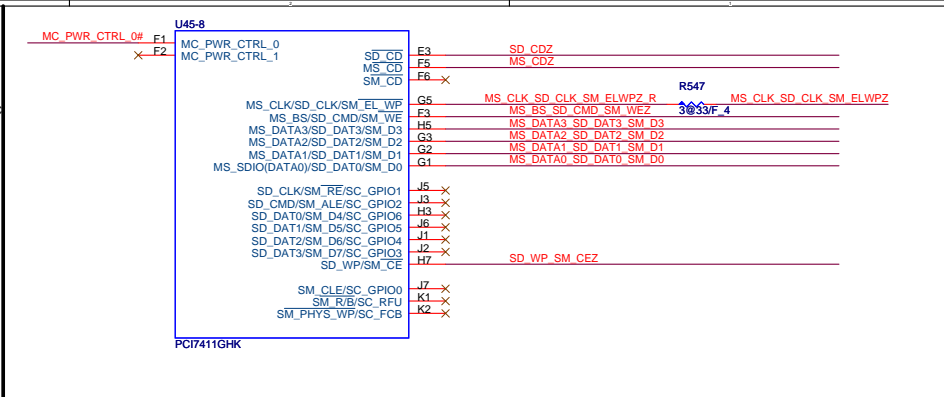 U45-8
MC_PWR_CTRL_0# F1 MC_PWR_CTRL_0
F2 MC_PWR_CTRL_1
SD_CD E3 SD_CDZ
MS_CD F5 MS_CDZ
SM_CD F6
R547
MS_CLK/SD_CLK/SM_EL_WP G5 MS_CLK_SD_CLK_SM_ELWPZ_R MS_CLK_SD_CLK_SM_ELWPZ
3@33/F_4
MS_BS/SD_CMD/SM_WE F3 MS_BS_SD_CMD_SM_WEZ
MS_DATA3/SD_DAT3/SM_D3 H5 MS_DATA3_SD_DAT3_SM_D3
MS_DATA2/SD_DAT2/SM_D2 G3 MS_DATA2_SD_DAT2_SM_D2
MS_DATA1/SD_DAT1/SM_D1 G2 MS_DATA1_SD_DAT1_SM_D1
MS_SDIO(DATA0)/SD_DAT0/SM_D0 G1 MS_DATA0_SD_DAT0_SM_D0
SD_CLK/SM_RE/SC_GPIO1 J5
SD_CMD/SM_ALE/SC_GPIO2 J3
SD_DAT0/SM_D4/SC_GPIO6 H3
SD_DAT1/SM_D5/SC_GPIO5 J6
SD_DAT2/SM_D6/SC_GPIO4 J1
SD_DAT3/SM_D7/SC_GPIO3 J2
SD_WP/SM_CE H7 SD_WP_SM_CEZ
SM_CLE/SC_GPIO0 J7
SM_R/B/SC_RFU K1
SM_PHYS_WP/SC_FCB K2
PCI7411GHK